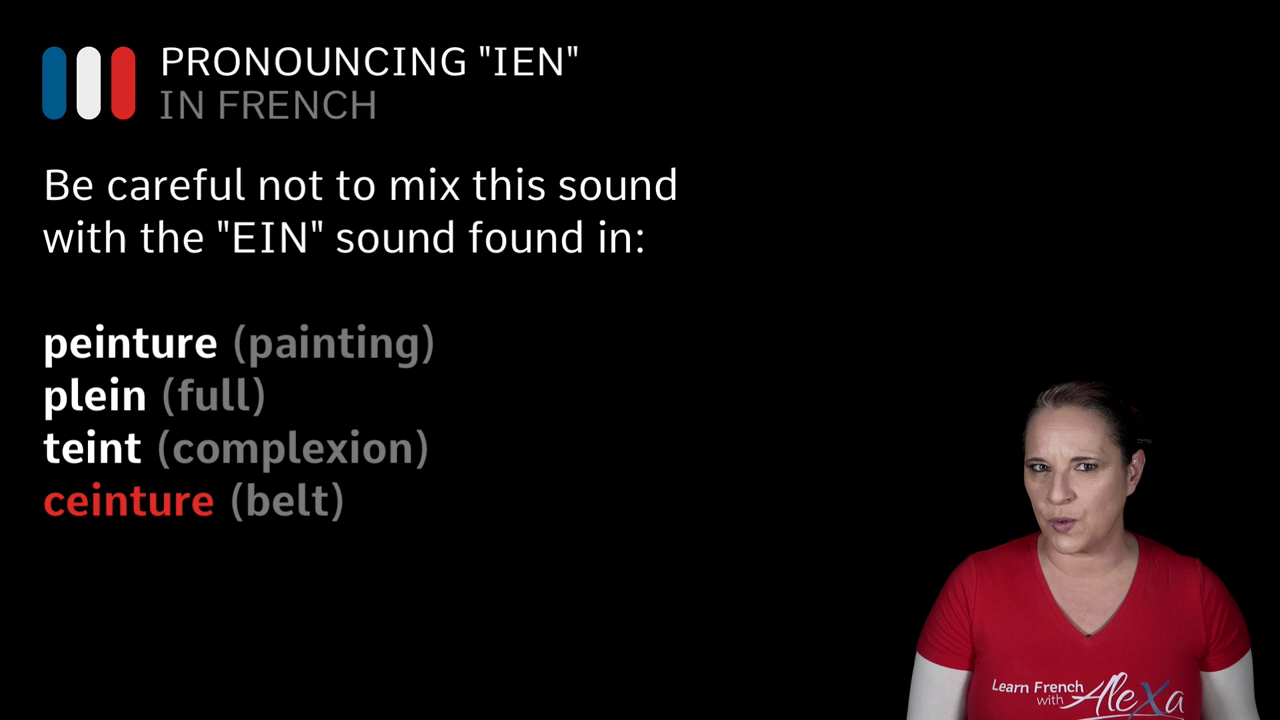 PRONOUNCING "IEN"
IN FRENCH
Be careful not to mix this sound
with the "EIN" sound found in:
peinture (painting)
plein (full)
teint (complexion)
ceinture (belt)
Learn French
with Alexa